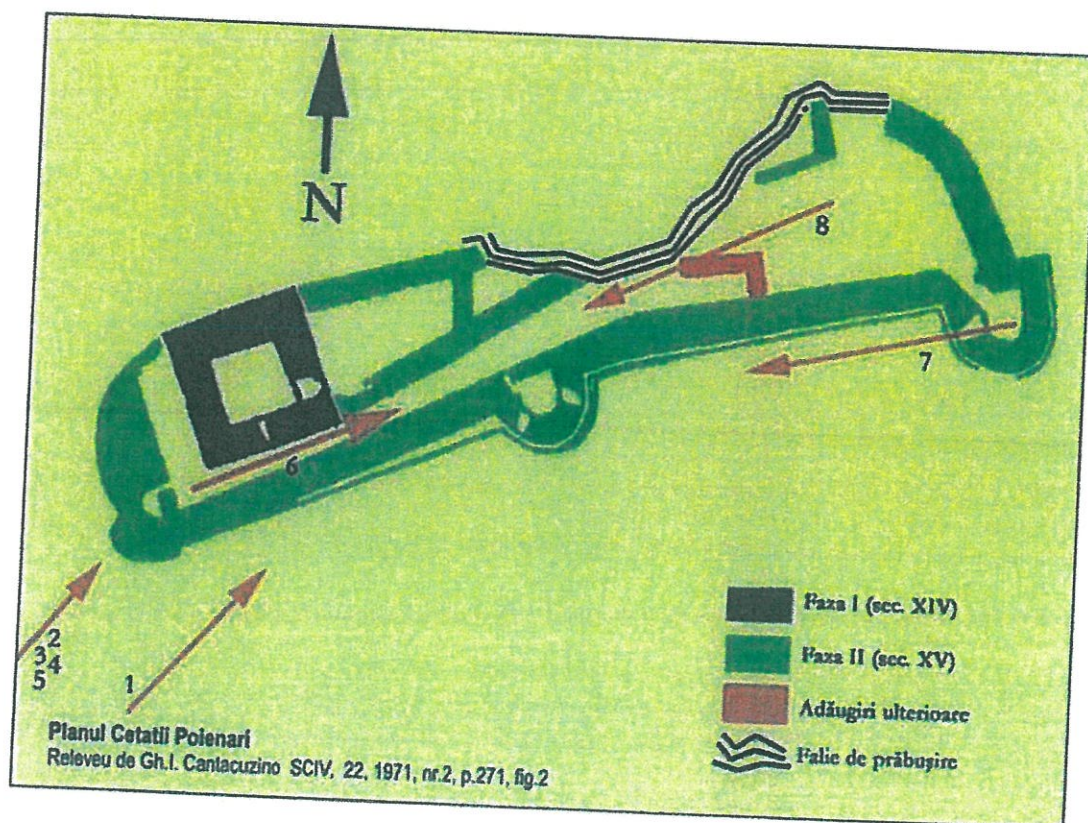 N
8
7
6
2
3
4
5
1
Faza I (sec. XIV)
Faza II (sec. XV)
Adăugiri ulterioare
Falie de prăbuşire
Planul Cetatii Poienari
Releveu de Gh.I. Cantacuzino SCIV, 22, 1971, nr.2, p.271, fig.2